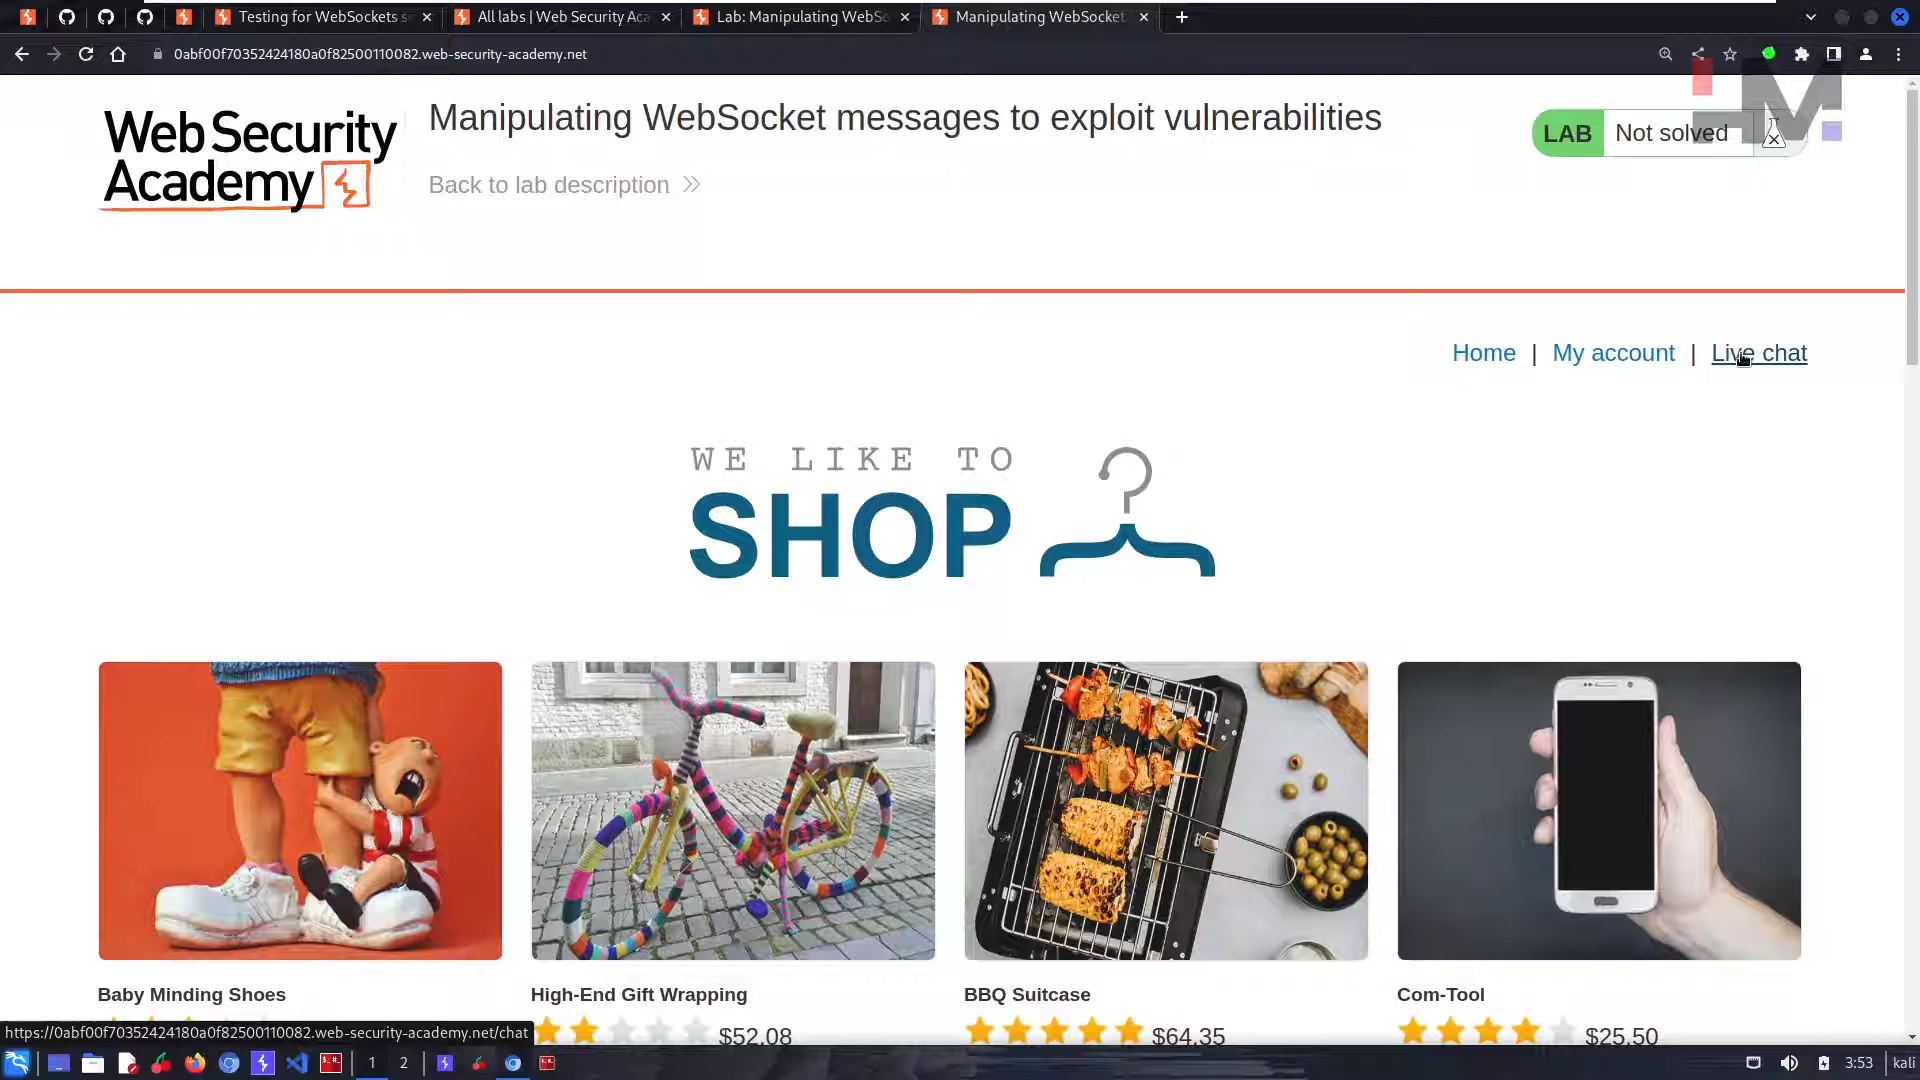 Testing for WebSockets s
All labs | Web Security Aca
Lab: Manipulating WebSo
Manipulating WebSocket
0abf00f70352424180a0f82500110082.web-security-academy.net
Web Security
Academy
Manipulating WebSocket messages to exploit vulnerabilities
Back to lab description
LAB
Not solved
Home | My account | Live chat
WE LIKE TO
SHOP
Baby Minding Shoes
High-End Gift Wrapping
BBQ Suitcase
Com-Tool
$52.08
$64.35
$25.50
https://0abf00f70352424180a0f82500110082.web-security-academy.net/chat
1
2
3:53
kali